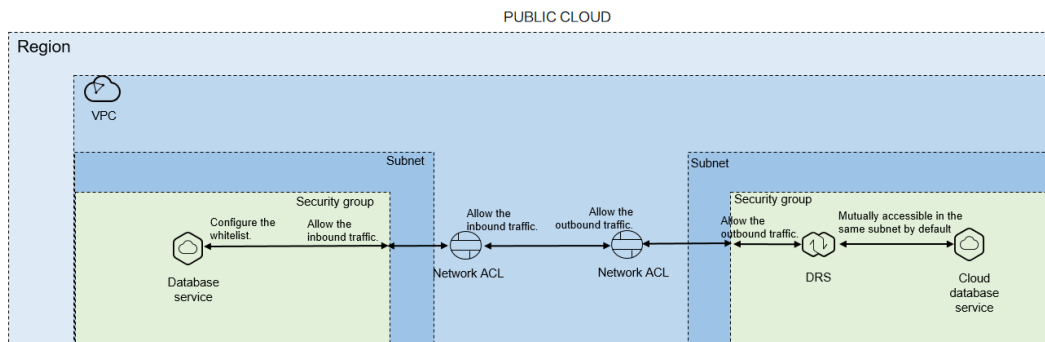 PUBLIC CLOUD
Region
VPC
Subnet
Subnet
Security group
Security group
Configure the
whitelist.
Allow the
inbound traffic.
Allow the
inbound traffic.
Allow the
outbound traffic.
Allow the
outbound traffic.
Mutually accessible in the
same subnet by default
Database
service
Network ACL
Network ACL
DRS
Cloud
database
service